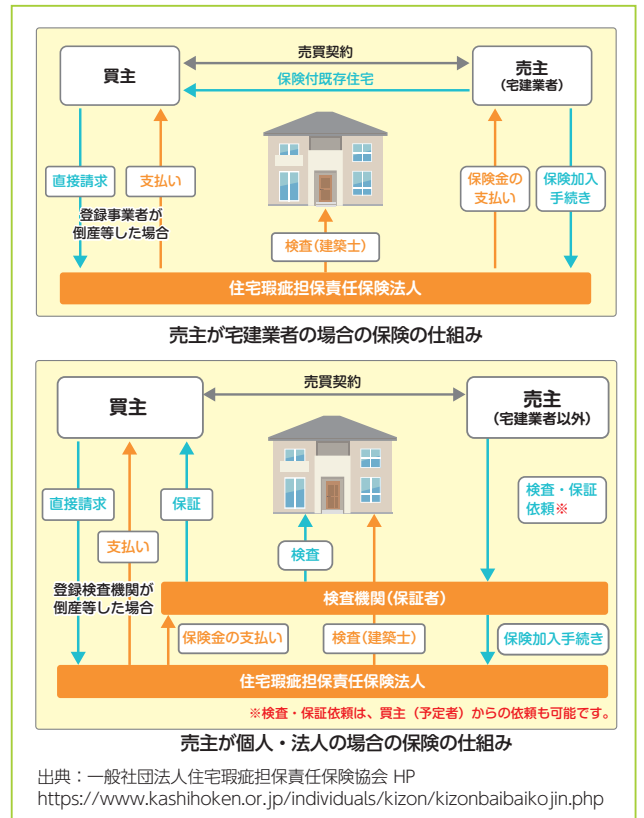 売買契約
買主
売主
(宅建業者)
保険付既存住宅
直接請求
支払い
保険金の
支払い
保険加入
手続き
登録事業者が
倒産等した場合
検査(建築士)
住宅瑕疵担保責任保険法人
売主が宅建業者の場合の保険の仕組み
売買契約
買主
売主
(宅建業者以外)
直接請求
保証
検査・保証
依頼※
支払い
検査
登録検査機関が
倒産等した場合
検査機関(保証者)
保険金の支払い
検査(建築士)
保険加入手続き
住宅瑕疵担保責任保険法人
※検査・保証依頼は、買主（予定者）からの依頼も可能です。
売主が個人・法人の場合の保険の仕組み
出典：一般社団法人住宅瑕疵担保責任保険協会 HP
https://www.kashihoken.or.jp/individuals/kizon/kizonbaibaikojin.php